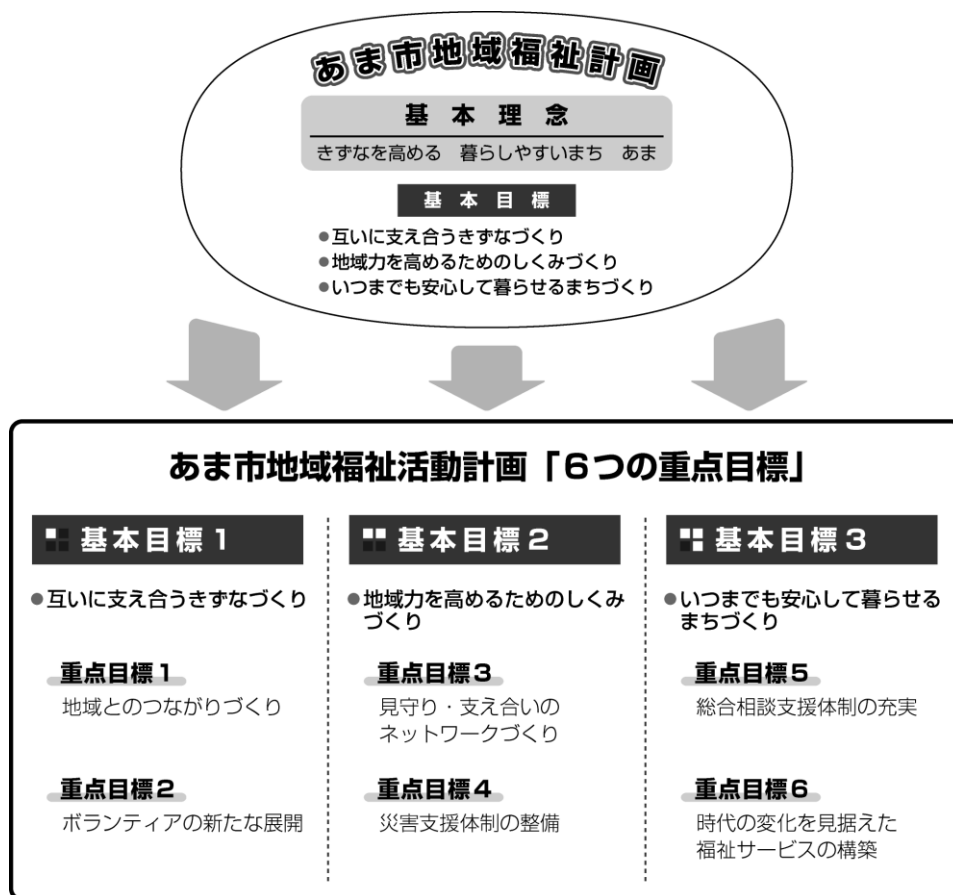 あま市地域福祉計画
基本理念
きずなを高める　暮らしやすいまち　あま
基本目標
●互いに支え合うきずなづくり
●地域力を高めるためのしくみづくり
●いつまでも安心して暮らせるまちづくり
あま市地域福祉活動計画「６つの重点目標」
基本目標１
●互いに支え合うきずなづくり
重点目標１
地域とのつながりづくり
重点目標２
ボランティアの新たな展開
基本目標２
●地域力を高めるためのしくみ
づくり
重点目標３
見守り・支え合いの
ネットワークづくり
重点目標４
災害支援体制の整備
基本目標３
●いつまでも安心して暮らせる
まちづくり
重点目標５
総合相談支援体制の充実
重点目標６
時代の変化を見据えた
福祉サービスの構築